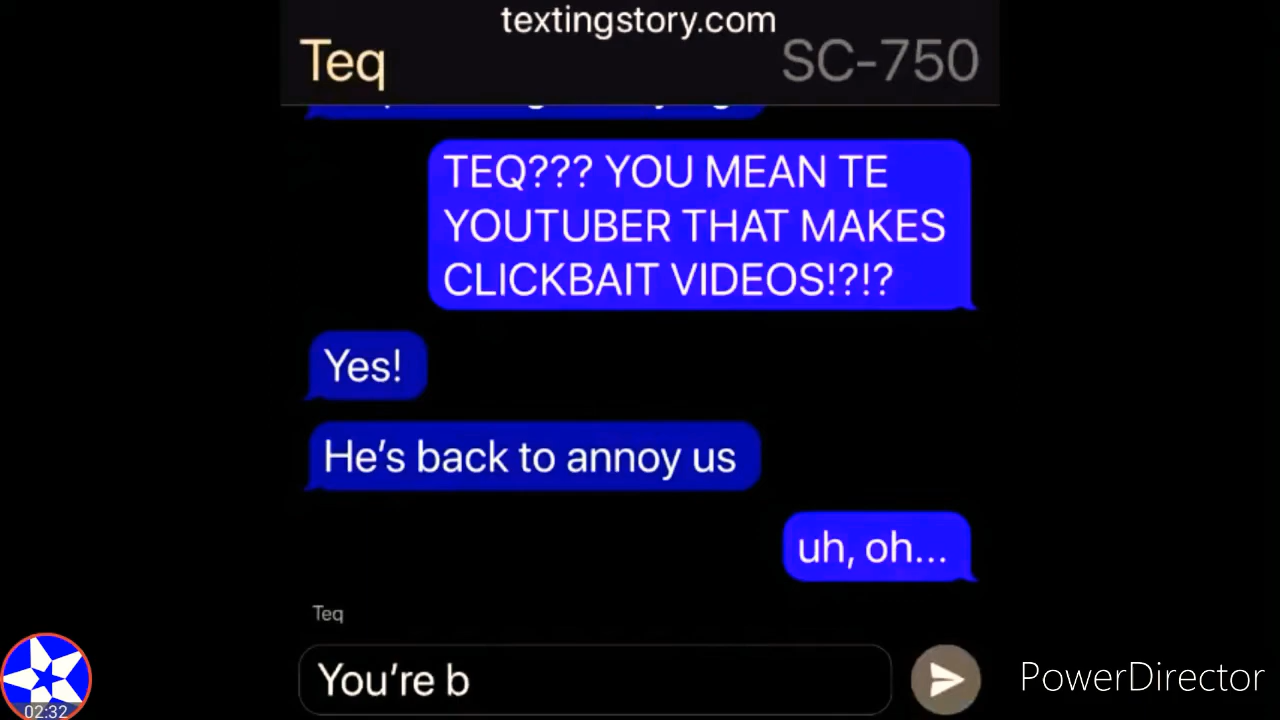 textingstory.com
Teq
SC-750
TEQ??? YOU MEAN TE
YOUTUBER THAT MAKES
CLICKBAIT VIDEOS!?!?
Yes!
He's back to annoy us
uh, oh...
Teq
You're b
PowerDirector
02:32